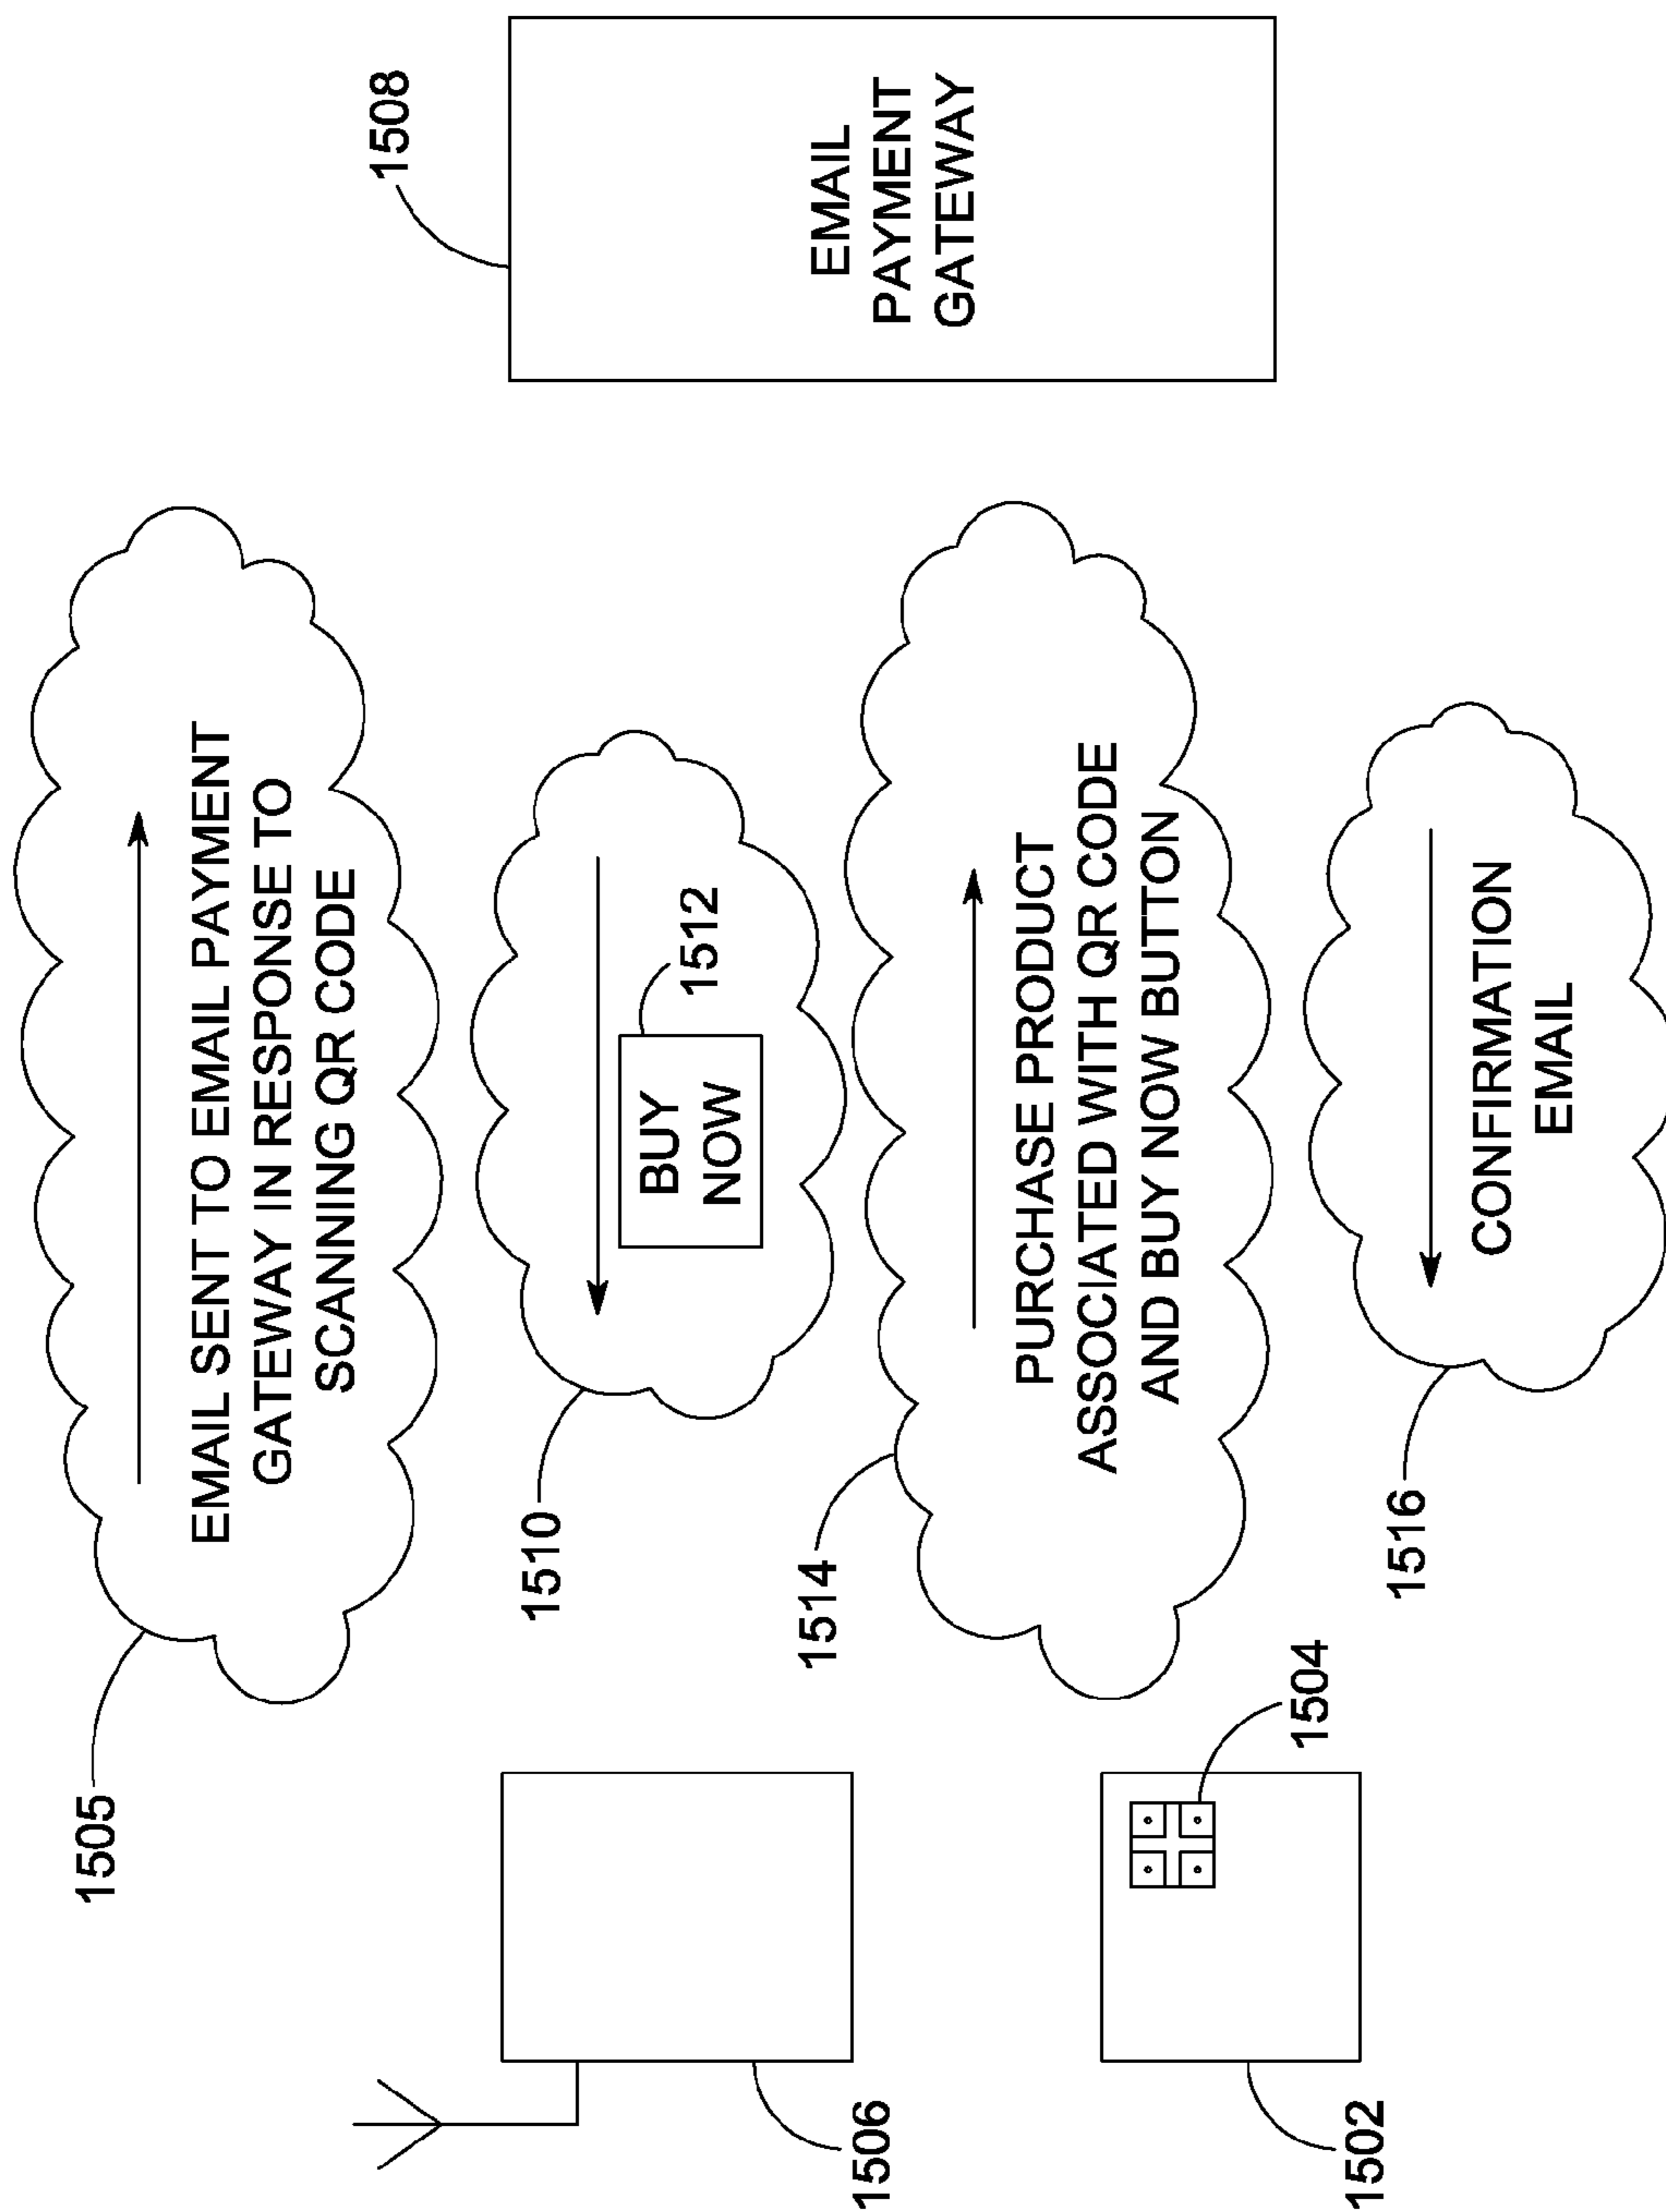 1505
EMAIL SENT TO EMAIL PAYMENT
GATEWAY IN RESPONSE TO
SCANNING QR CODE
1506
1510
BUY
NOW
1512
1508
EMAIL
PAYMENT
GATEWAY
1514
PURCHASE PRODUCT
ASSOCIATED WITH QR CODE
AND BUY NOW BUTTON
1502
1504
1516
CONFIRMATION
EMAIL